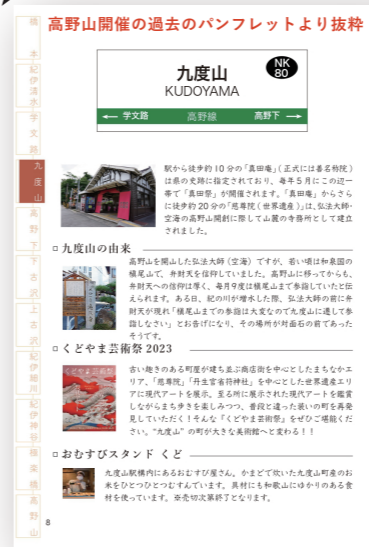 高野山開催の過去のパンフレットより抜粋
橋本
紀伊清水
学文路
九度山
高野下
下古沢
上古沢
紀伊細川
紀伊神谷
極楽橋
高野山
九度山
KUDOYAMA
NK
80
← 学文路
高野線
高野下 →
駅から徒歩約10分の「真田庵」(正式には善名称院)
は県の史跡に指定されており、毎年5月にこの辺一
帯で「真田祭」が開催されます。「真田庵」からさら
に徒歩約20分の「慈尊院(世界遺産)」は、弘法大師・
空海の高野山開創に際して山麓の寺務所として建立
されました。
九度山の由来
高野山を開山した弘法大師(空海)ですが、若い頃は和泉国の
槇尾山で、弁財天を信仰していました。高野山に移ってからも、
弁財天への信仰は厚く、毎月9度は槇尾山まで参詣していたと伝
えられます。ある日、紀の川が増水した際、弘法大師の前に弁
財天が現れ「槇尾山までの参詣は大変なので九度山に遷して参
詣しなさい」とお告げになり、その場所が対面石の前であった
そうです。
くどやま芸術祭 2023
くどやま芸術祭
古い趣きのある町屋が建ち並ぶ商店街を中心としたまちなかエ
リア、「慈尊院」「丹生官省符神社」を中心とした世界遺産エリ
アに現代アートを展示。至る所に展示された現代アートを鑑賞
しながらまち歩きを楽しみつつ、普段と違った装いの町を再発
見していただく!そんな『くどやま芸術祭』をぜひご堪能くだ
さい。“九度山”の町が大きな美術館へと変わる!!
おむすびスタンド くど
九度山駅構内にあるおむすび屋さん。かまどで炊いた九度山町産のお
米をひとつひとつむすんでいます。具材にも和歌山にゆかりのある食
材を使っています。※売切次第終了となります。
8